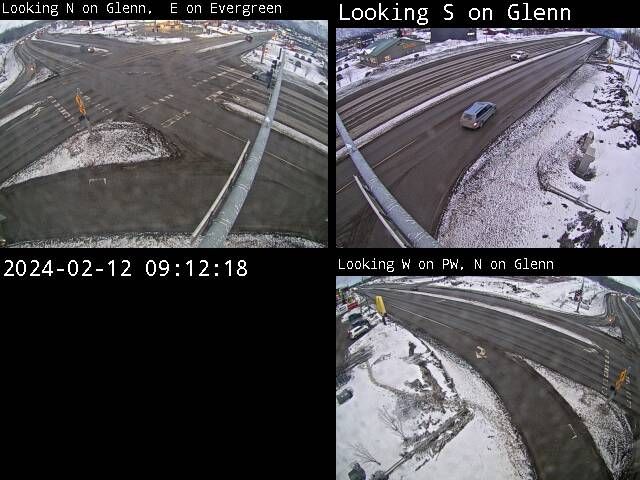 Looking N on Glenn,  E on Evergreen
Looking S on Glenn
2024-02-12 09:12:18
Looking W on PW, N on Glenn